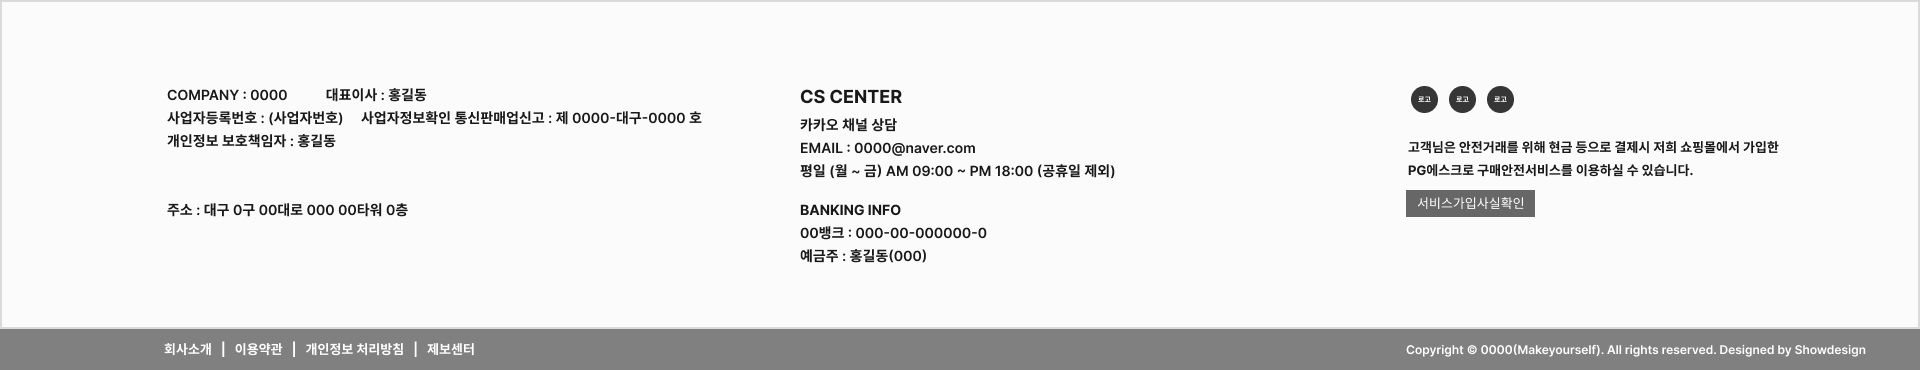 COMPANY : 0000 대표이사 : 홍길동
사업자등록번호 : (사업자번호) 사업자정보확인 통신판매업신고 : 제 0000-대구-0000 호
개인정보 보호책임자 : 홍길동
주소 : 대구 0구 00대로 000 00타워 0층
CS CENTER
카카오 채널 상담
EMAIL : 0000@naver.com
평일 (월 ~ 금) AM 09:00 ~ PM 18:00 (공휴일 제외)
BANKING INFO
00뱅크 : 000-00-000000-0
예금주 : 홍길동(000)
로고 로고 로고
고객님은 안전거래를 위해 현금 등으로 결제시 저희 쇼핑몰에서 가입한
PG에스크로 구매안전서비스를 이용하실 수 있습니다.
서비스가입사실확인
회사소개 | 이용약관 | 개인정보 처리방침 | 제보센터
Copyright © 0000(Makeyourself). All rights reserved. Designed by Showdesign